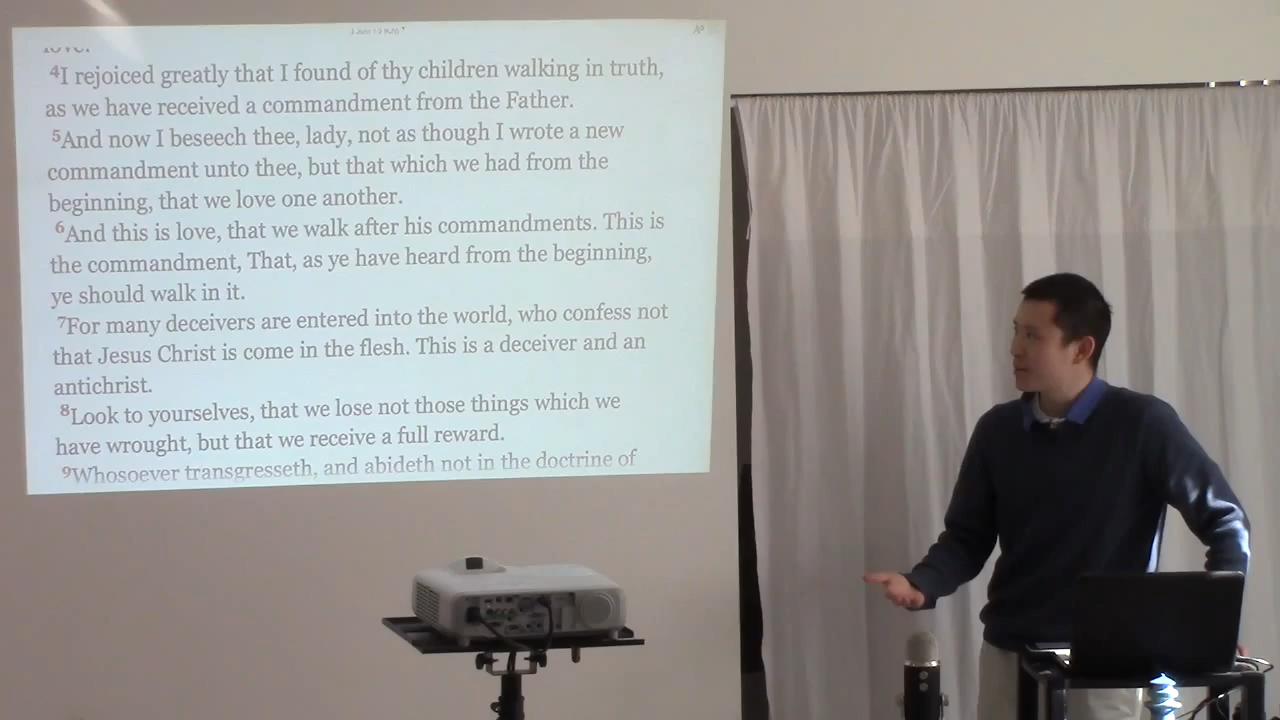 love.
⁴I rejoiced greatly that I found of thy children walking in truth,
as we have received a commandment from the Father.
⁵And now I beseech thee, lady, not as though I wrote a new
commandment unto thee, but that which we had from the
beginning, that we love one another.
⁶And this is love, that we walk after his commandments. This is
the commandment, That, as ye have heard from the beginning,
ye should walk in it.
⁷For many deceivers are entered into the world, who confess not
that Jesus Christ is come in the flesh. This is a deceiver and an
antichrist.
⁸Look to yourselves, that we lose not those things which we
have wrought, but that we receive a full reward.
⁹Whosoever transgresseth, and abideth not in the doctrine of